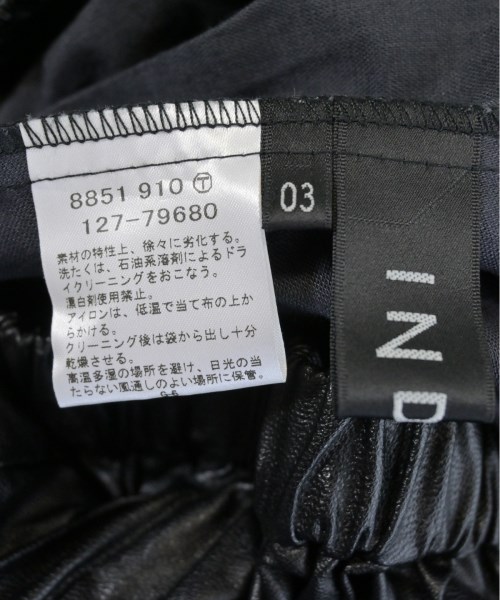 8851 910 Ⓣ
127-79680
素材の特性上、徐々に劣化する。
洗たくは、石油系溶剤によるドラ
イクリーニングをおこなう。
漂白剤使用禁止。
アイロンは、低温で当て布の上か
らかける。
クリーニング後は袋から出し十分
乾燥させる。
高温多湿の場所を避け、日光の当
たらない風通しのよい場所に保管。
03
IND